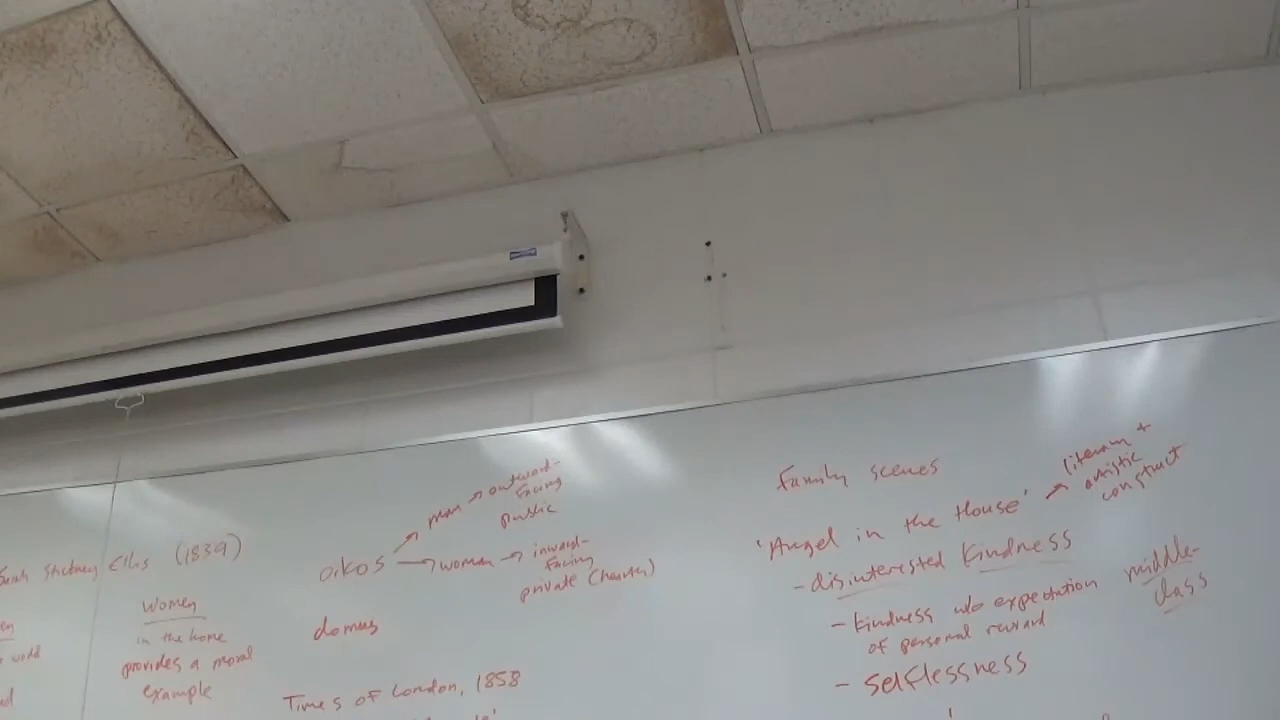 Sarah Stickney Ellis (1839)
Women
in the home
provides a moral
example
oikos
man → outward-
facing
public
→ woman → inward-
facing
private (hearth)
domus
Times of London, 1858
Family scenes
'Angel in the House' → literary +
artistic
construct
- disinterested kindness
- kindness w/o expectation
of personal reward
middle-
class
- selflessness